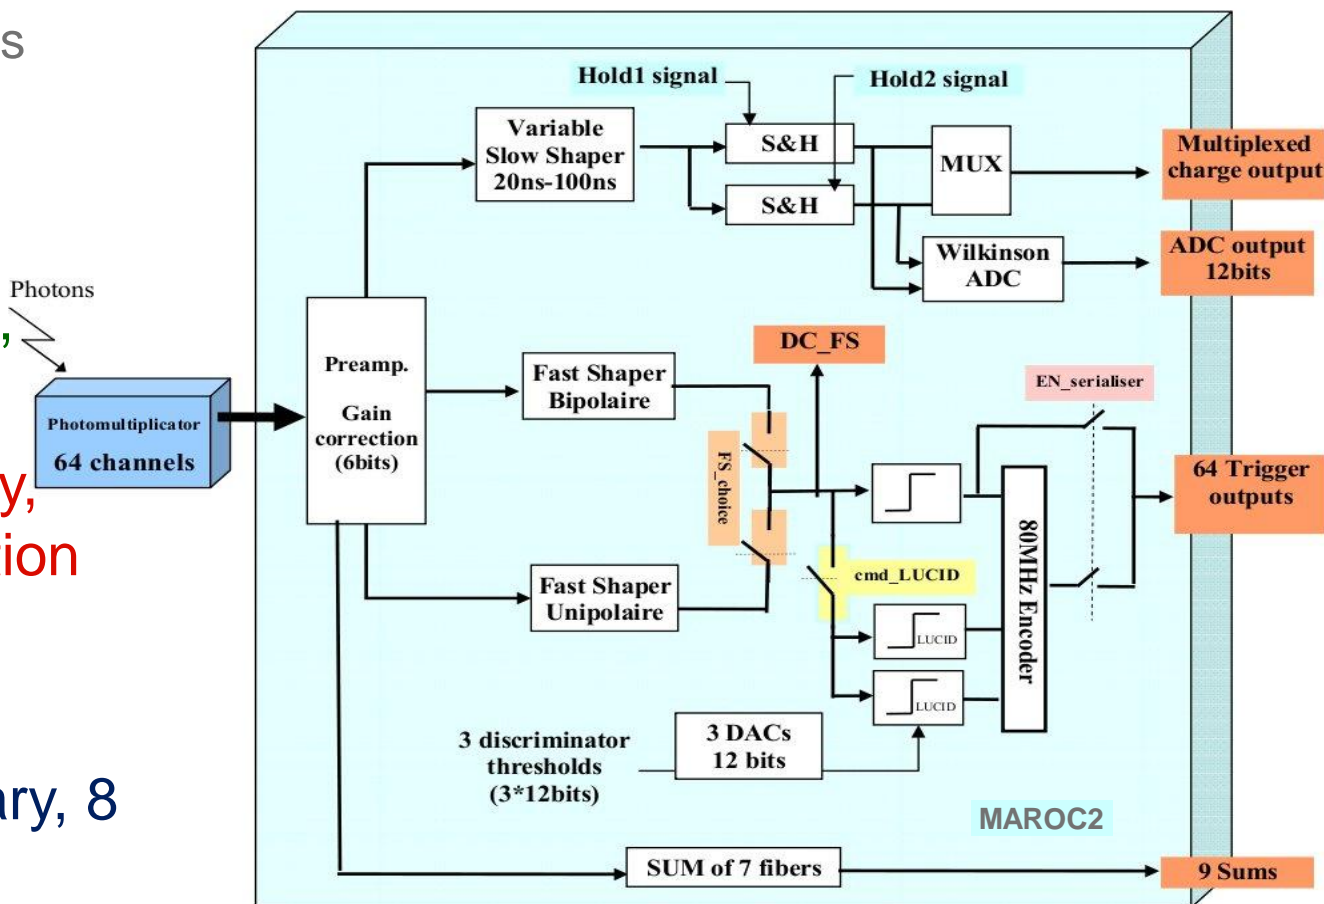 s
Hold1 signal
Hold2 signal
Variable
Slow Shaper
20ns-100ns
S&H
S&H
MUX
Multiplexed
charge output
Wilkinson
ADC
ADC output
12bits
Photons
,
Photomultiplicator
64 channels
y,
tion
ary, 8
Preamp.
Gain
correction
(6bits)
Fast Shaper
Bipolaire
DC_FS
EN_serialiser
FS_choice
64 Trigger
outputs
80MHz Encoder
cmd_LUCID
Fast Shaper
Unipolaire
LUCID
LUCID
3 discriminator
thresholds
(3*12bits)
3 DACs
12 bits
MAROC2
SUM of 7 fibers
9 Sums